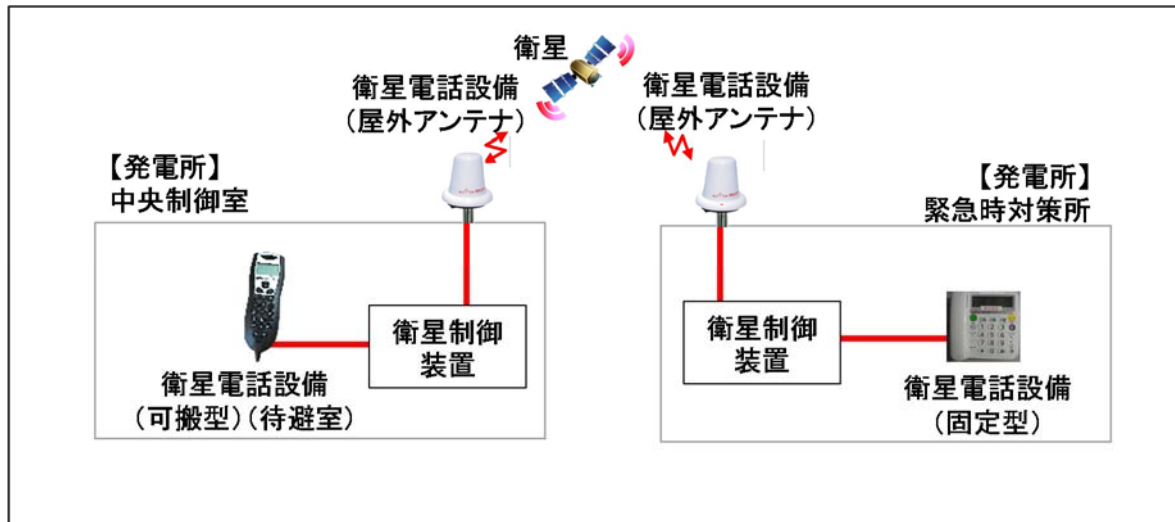 衛星
衛星電話設備
（屋外アンテナ）
衛星電話設備
（屋外アンテナ）
【発電所】
中央制御室
【発電所】
緊急時対策所
衛星制御
装置
衛星電話設備
（可搬型）（待避室）
衛星制御
装置
衛星電話設備
（固定型）